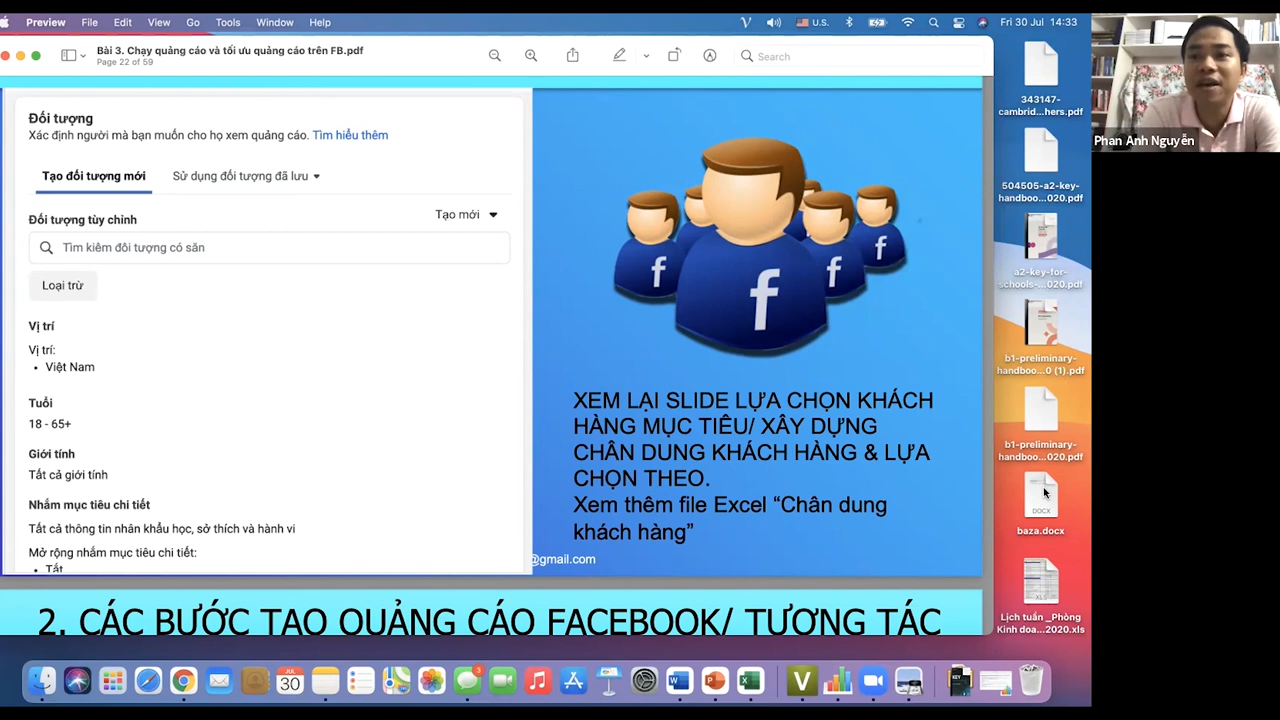 Preview File Edit View Go Tools Window Help
U.S. Fri 30 Jul 14:33
Bài 3. Chạy quảng cáo và tối ưu quảng cáo trên FB.pdf
Page 22 of 59
Search
Đối tượng
Xác định người mà bạn muốn cho họ xem quảng cáo. Tìm hiểu thêm
Tạo đối tượng mới
Sử dụng đối tượng đã lưu
Đối tượng tùy chỉnh
Tạo mới
Tìm kiếm đối tượng có sẵn
Loại trừ
Vị trí
Vị trí:
• Việt Nam
Tuổi
18 - 65+
Giới tính
Tất cả giới tính
Nhắm mục tiêu chi tiết
Tất cả thông tin nhân khẩu học, sở thích và hành vi
Mở rộng nhắm mục tiêu chi tiết:
• Tắt
f f f f
XEM LẠI SLIDE LỰA CHỌN KHÁCH
HÀNG MỤC TIÊU/ XÂY DỰNG
CHÂN DUNG KHÁCH HÀNG & LỰA
CHỌN THEO.
Xem thêm file Excel “Chân dung
khách hàng”
@gmail.com
2. CÁC BƯỚC TẠO QUẢNG CÁO FACEBOOK/ TƯƠNG TÁC
343147-
cambrid...hers.pdf
504505-a2-key-
handboo...020.pdf
a2-key-for-
schools-...020.pdf
b1-preliminary-
handboo...0 (1).pdf
b1-preliminary-
handboo...020.pdf
DOCX
baza.docx
XLS
Lịch tuần _Phòng
Kinh doa...2020.xls
Phan Anh Nguyễn
JUL
30
3
W
P
X
V
KEY